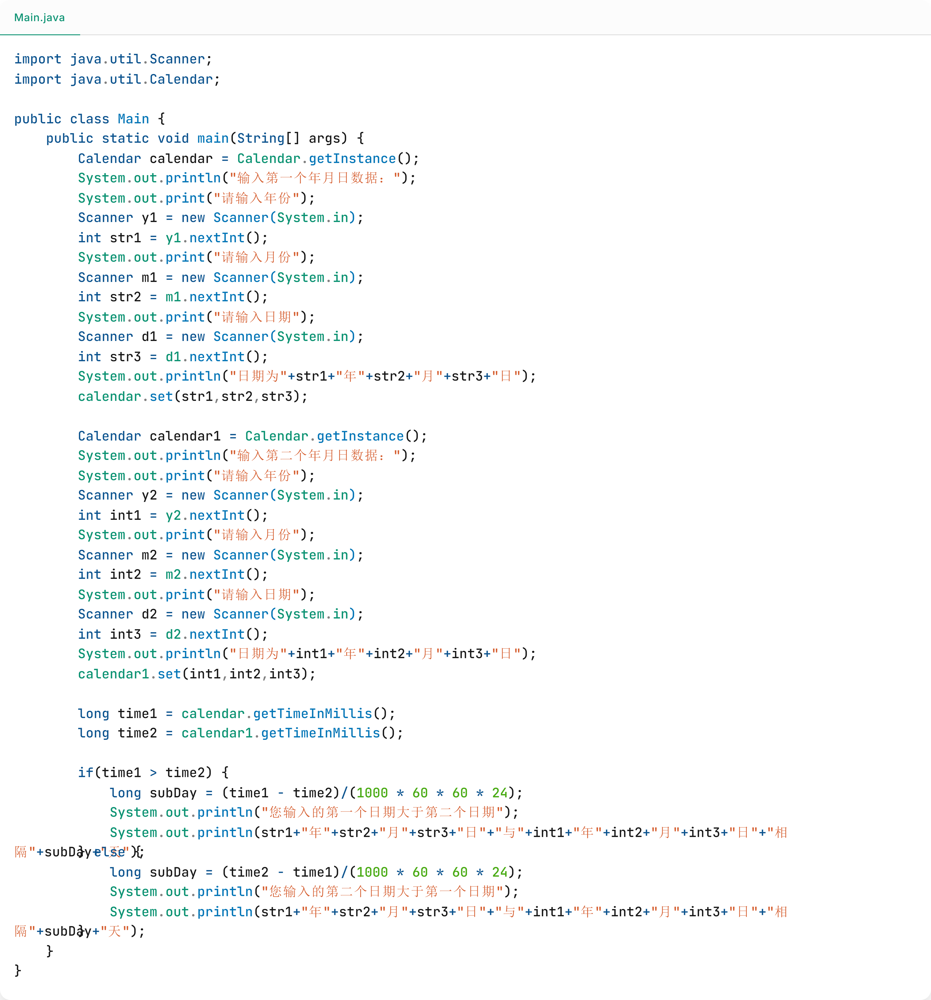 Main.java
import java.util.Scanner;
import java.util.Calendar;
public class Main {
    public static void main(String[] args) {
        Calendar calendar = Calendar.getInstance();
        System.out.println("输入第一个年月日数据：");
        System.out.print("请输入年份");
        Scanner y1 = new Scanner(System.in);
        int str1 = y1.nextInt();
        System.out.print("请输入月份");
        Scanner m1 = new Scanner(System.in);
        int str2 = m1.nextInt();
        System.out.print("请输入日期");
        Scanner d1 = new Scanner(System.in);
        int str3 = d1.nextInt();
        System.out.println("日期为"+str1+"年"+str2+"月"+str3+"日");
        calendar.set(str1,str2,str3);
        Calendar calendar1 = Calendar.getInstance();
        System.out.println("输入第二个年月日数据：");
        System.out.print("请输入年份");
        Scanner y2 = new Scanner(System.in);
        int int1 = y2.nextInt();
        System.out.print("请输入月份");
        Scanner m2 = new Scanner(System.in);
        int int2 = m2.nextInt();
        System.out.print("请输入日期");
        Scanner d2 = new Scanner(System.in);
        int int3 = d2.nextInt();
        System.out.println("日期为"+int1+"年"+int2+"月"+int3+"日");
        calendar1.set(int1,int2,int3);
        long time1 = calendar.getTimeInMillis();
        long time2 = calendar1.getTimeInMillis();
        if(time1 > time2) {
            long subDay = (time1 - time2)/(1000 * 60 * 60 * 24);
            System.out.println("您输入的第一个日期大于第二个日期");
            System.out.println(str1+"年"+str2+"月"+str3+"日"+"与"+int1+"年"+int2+"月"+int3+"日"+"相
隔"+subDay+"天");
        } else {
            long subDay = (time2 - time1)/(1000 * 60 * 60 * 24);
            System.out.println("您输入的第二个日期大于第一个日期");
            System.out.println(str1+"年"+str2+"月"+str3+"日"+"与"+int1+"年"+int2+"月"+int3+"日"+"相
隔"+subDay+"天");
        }
    }
}